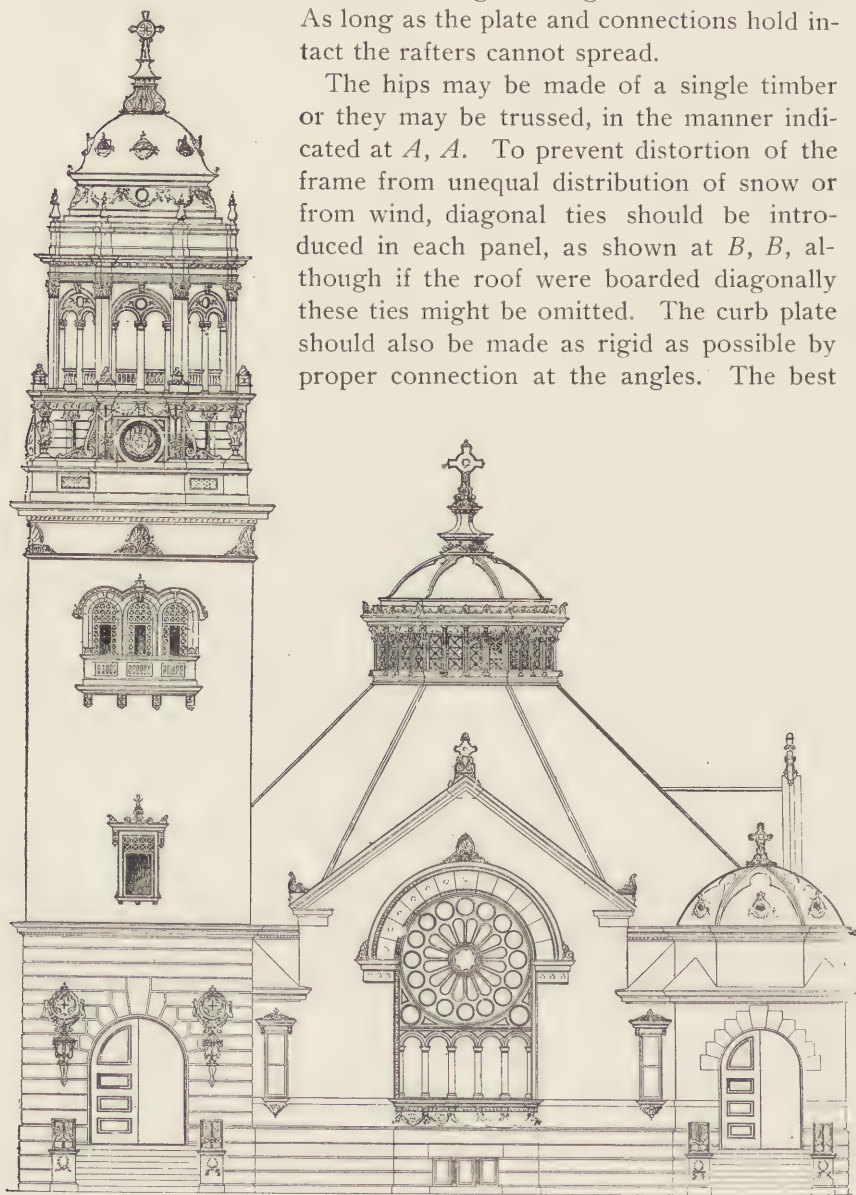 As long as the plate and connections hold in-
tact the rafters cannot spread.
The hips may be made of a single timber
or they may be trussed, in the manner indi-
cated at A, A. To prevent distortion of the
frame from unequal distribution of snow or
from wind, diagonal ties should be intro-
duced in each panel, as shown at B, B, al-
though if the roof were boarded diagonally
these ties might be omitted. The curb plate
should also be made as rigid as possible by
proper connection at the angles. The best